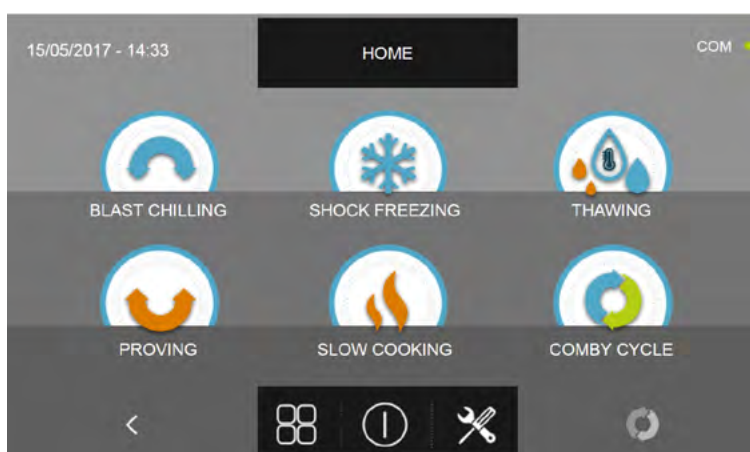 15/05/2017 - 14:33
HOME
COM
BLAST CHILLING
SHOCK FREEZING
THAWING
PROVING
SLOW COOKING
COMBY CYCLE